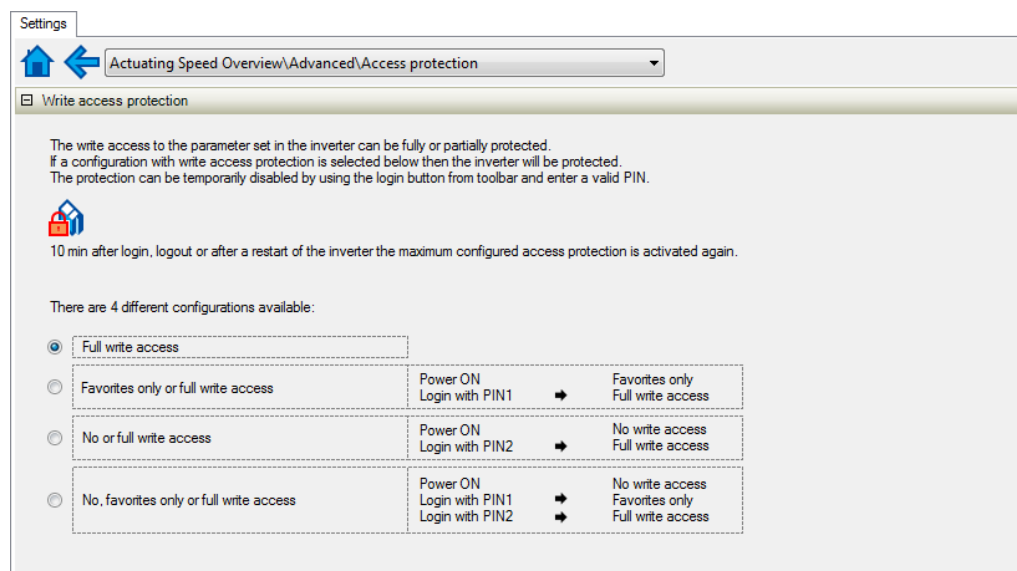 Settings
Actuating Speed Overview\Advanced\Access protection
Write access protection
The write access to the parameter set in the inverter can be fully or partially protected.
If a configuration with write access protection is selected below then the inverter will be protected.
The protection can be temporarily disabled by using the login button from toolbar and enter a valid PIN.
10 min after login, logout or after a restart of the inverter the maximum configured access protection is activated again.
There are 4 different configurations available:
Full write access
Favorites only or full write access
Power ON Favorites only
Login with PIN1 Full write access
No or full write access
Power ON No write access
Login with PIN2 Full write access
No, favorites only or full write access
Power ON No write access
Login with PIN1 Favorites only
Login with PIN2 Full write access